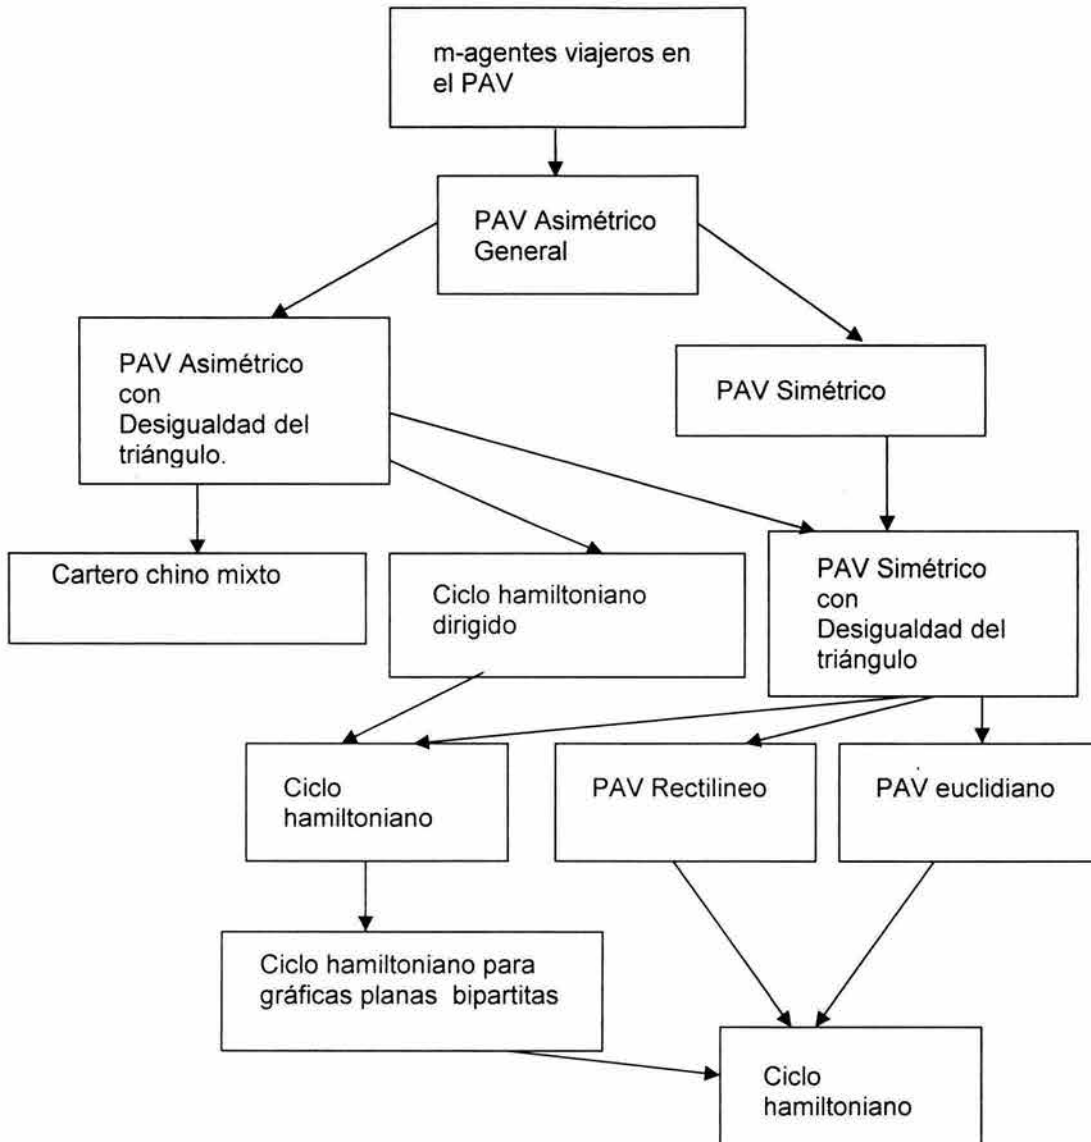 m-agentes viajeros en
el PAV
PAV Asimétrico
General
PAV Asimétrico
con
Desigualdad del
triángulo.
PAV Simétrico
Cartero chino mixto
Ciclo hamiltoniano
dirigido
PAV Simétrico
con
Desigualdad del
triángulo
Ciclo
hamiltoniano
PAV Rectilineo
PAV euclidiano
Ciclo hamiltoniano para
gráficas planas bipartitas
Ciclo
hamiltoniano